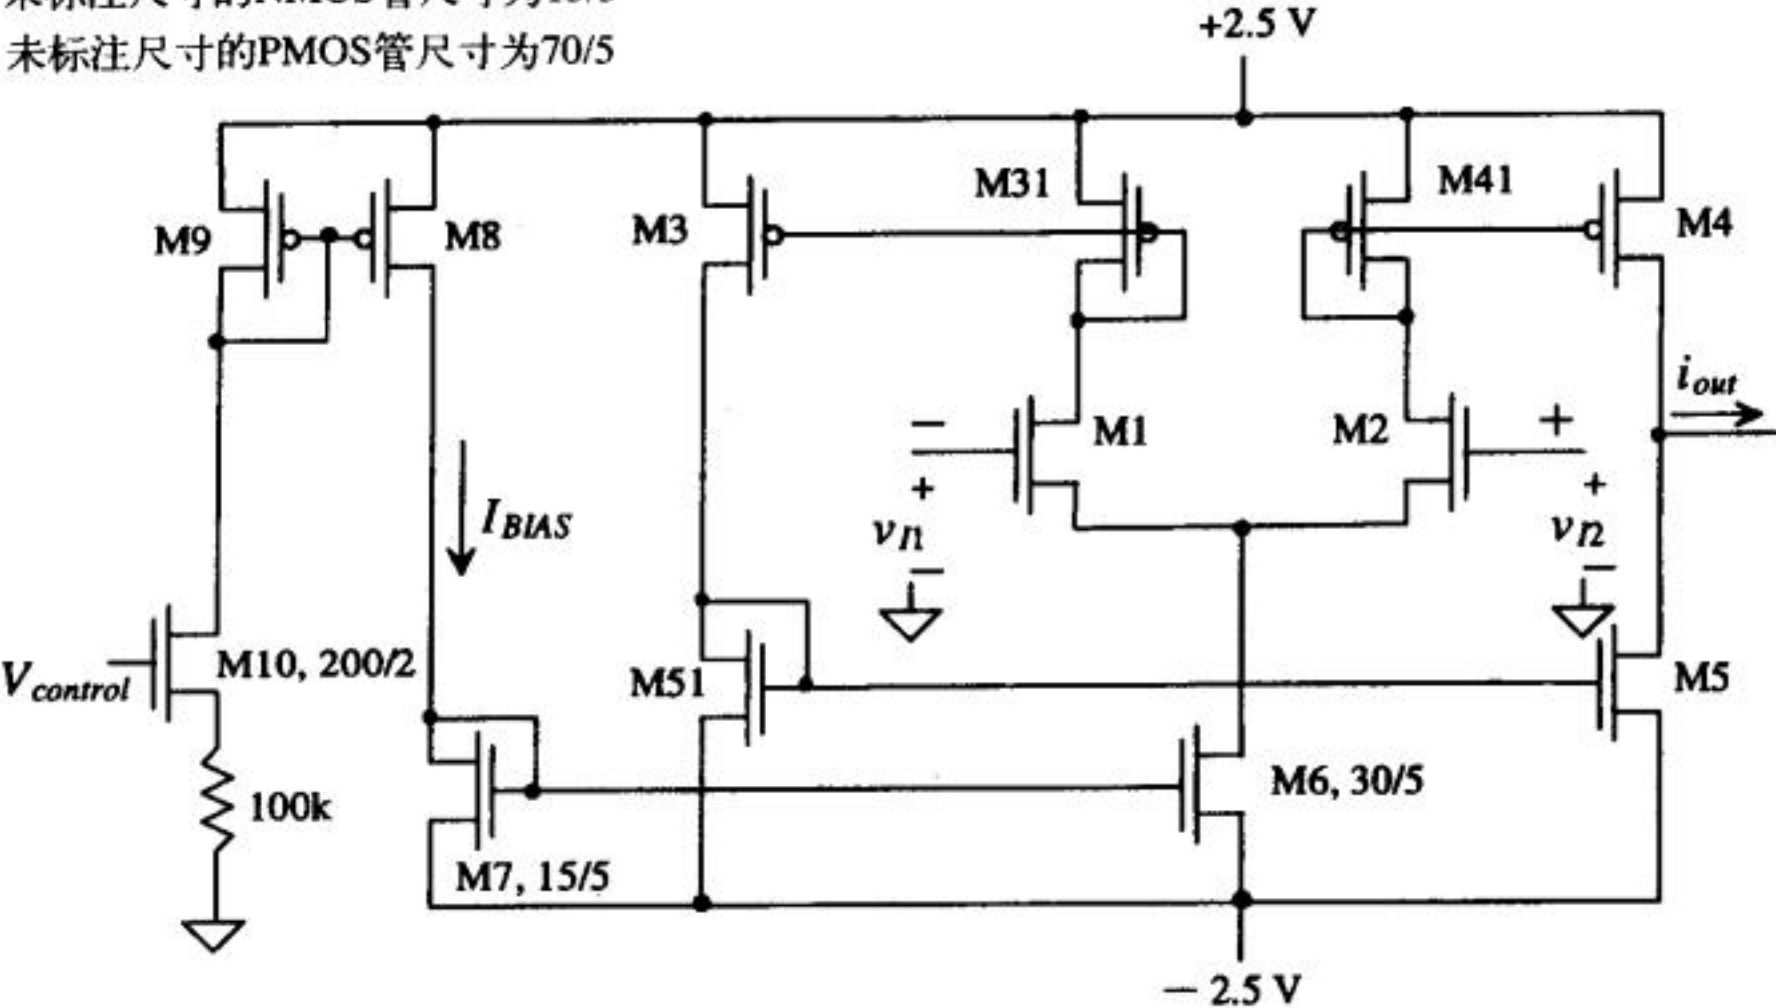 未标注尺寸的PMOS管尺寸为70/5
+2.5 V
M31
M41
M9
M8
M3
M4
i_out
M1
M2
− +
+ +
I_BIAS
v_I1
v_I2
− −
V_control
M10, 200/2
M51
M5
100k
M6, 30/5
M7, 15/5
− 2.5 V